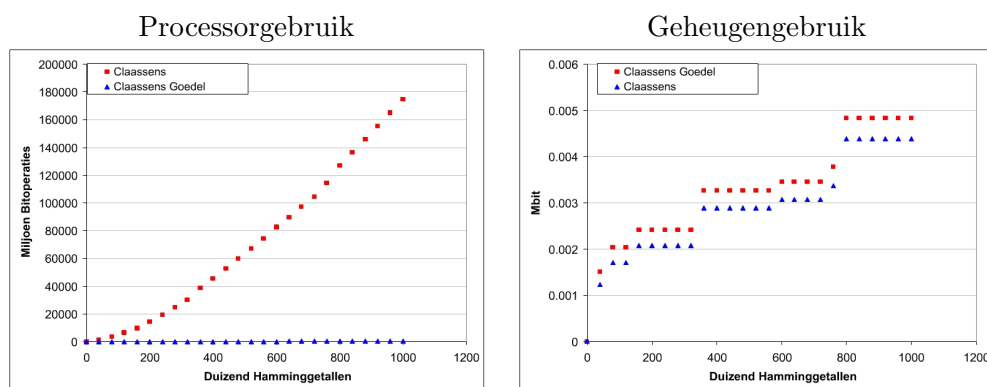 Processorgebruik
Claassens
Claassens Goedel
200000
180000
160000
140000
120000
100000
80000
60000
40000
20000
0
0 200 400 600 800 1000 1200
Miljoen Bitoperaties
Duizend Hamminggetallen
Geheugengebruik
Claassens Goedel
Claassens
0.006
0.005
0.004
0.003
0.002
0.001
0
0 200 400 600 800 1000 1200
Mbit
Duizend Hamminggetallen